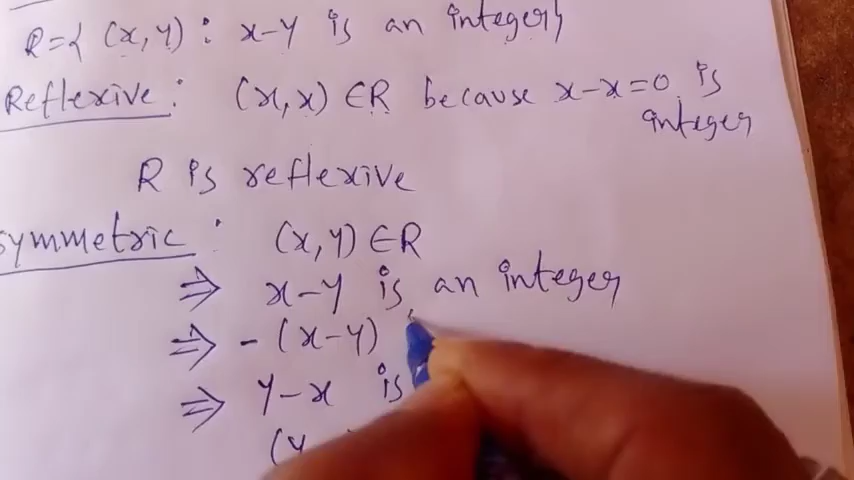 R={ (x,y) : x-y is an integer}
Reflexive : (x,x) ∈R because x-x=0 is
integer
R is reflexive
symmetric : (x,y) ∈R
⇒ x-y is an integer
⇒ -(x-y)
⇒ y-x is
(y